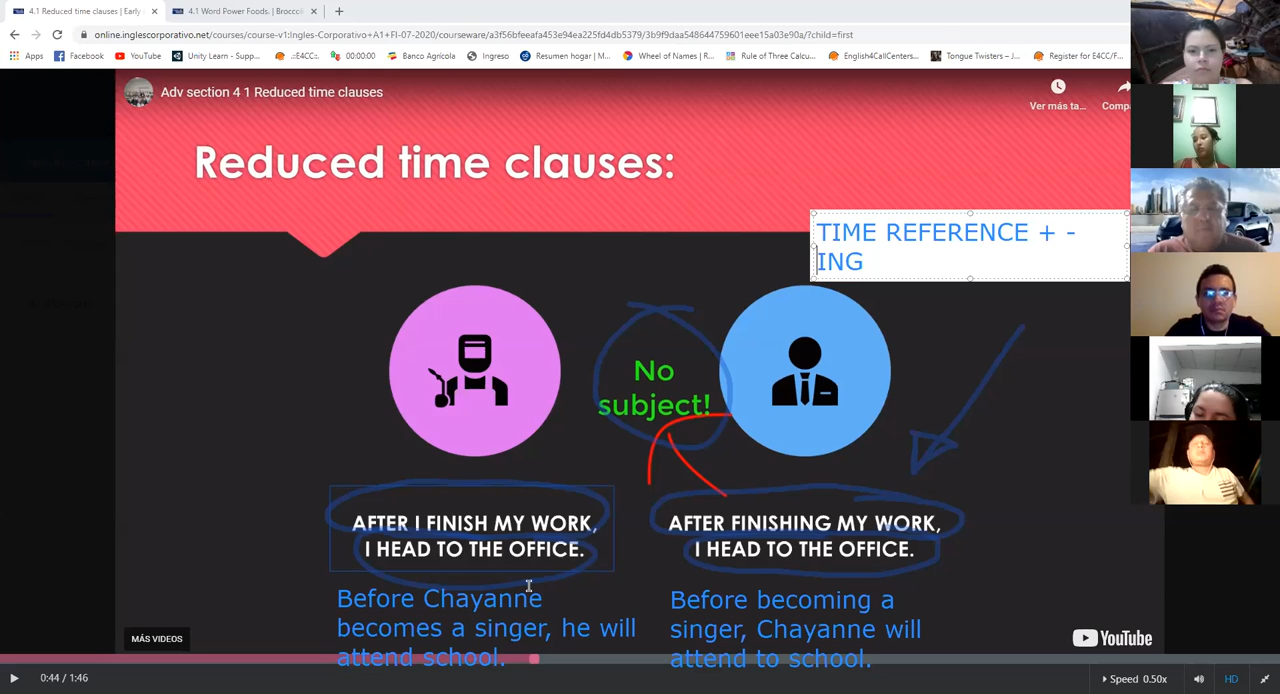 4.1 Reduced time clauses | Early
4.1 Word Power Foods. | Broccoli
online.inglescorporativo.net/courses/course-v1:Ingles-Corporativo+A1+FI-07-2020/courseware/a3f56bfeefa453e94ea225fd4db5379/3b9f9daa548644759601eee15a03e90a/?child=first
Apps Facebook YouTube Unity Learn - Supp... .::E4CC::. 00:00:00 Banco Agrícola Ingreso Resumen hogar | M... Wheel of Names | R... Rule of Three Calcu... English4CallCenters... Tongue Twisters – J... Register for E4CC/F...
Adv section 4 1 Reduced time clauses
Ver más ta...
Compa
Reduced time clauses:
TIME REFERENCE + -
ING
No
subject!
AFTER I FINISH MY WORK,
I HEAD TO THE OFFICE.
AFTER FINISHING MY WORK,
I HEAD TO THE OFFICE.
Before Chayanne
becomes a singer, he will
attend school.
Before becoming a
singer, Chayanne will
attend to school.
MÁS VIDEOS
YouTube
0:44 / 1:46
Speed 0.50x
HD